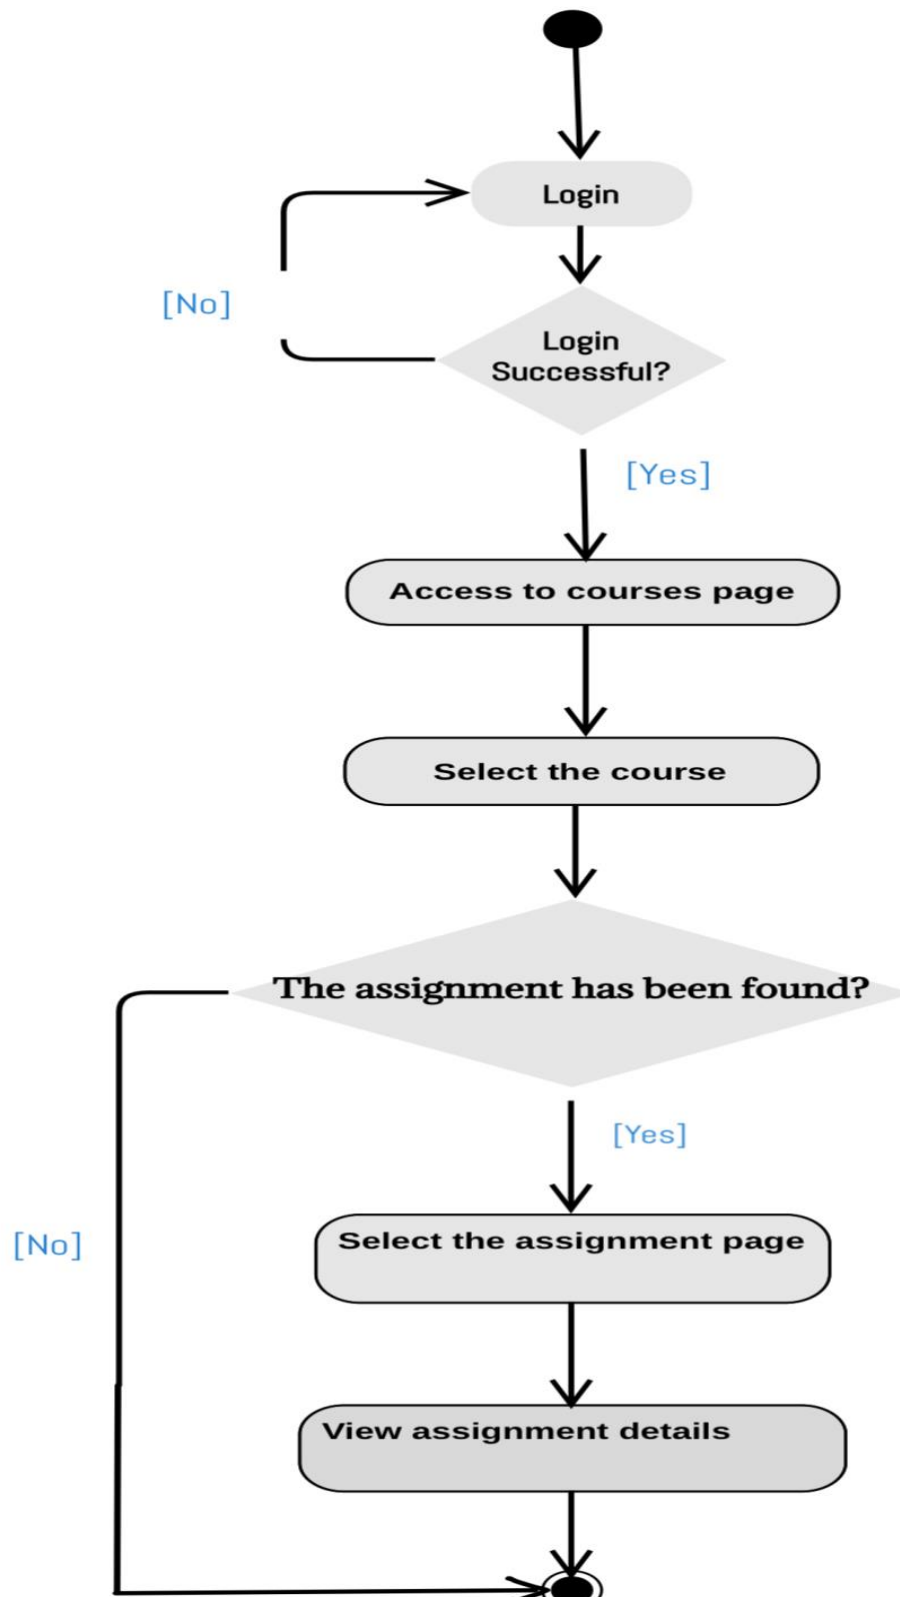 Login
[No]
Login
Successful?
[Yes]
Access to courses page
Select the course
The assignment has been found?
[Yes]
[No]
Select the assignment page
View assignment details